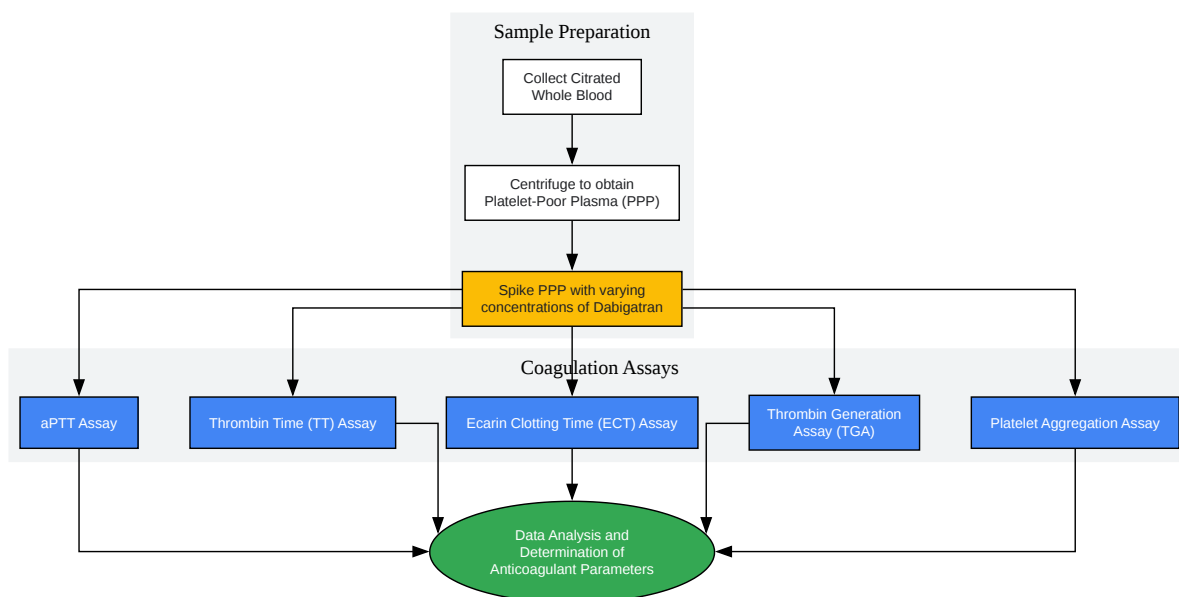 Sample Preparation
Collect Citrated
Whole Blood
Centrifuge to obtain
Platelet-Poor Plasma (PPP)
Spike PPP with varying
concentrations of Dabigatran
Coagulation Assays
aPTT Assay
Thrombin Time (TT) Assay
Ecarin Clotting Time (ECT) Assay
Thrombin Generation
Assay (TGA)
Platelet Aggregation Assay
Data Analysis and
Determination of
Anticoagulant Parameters